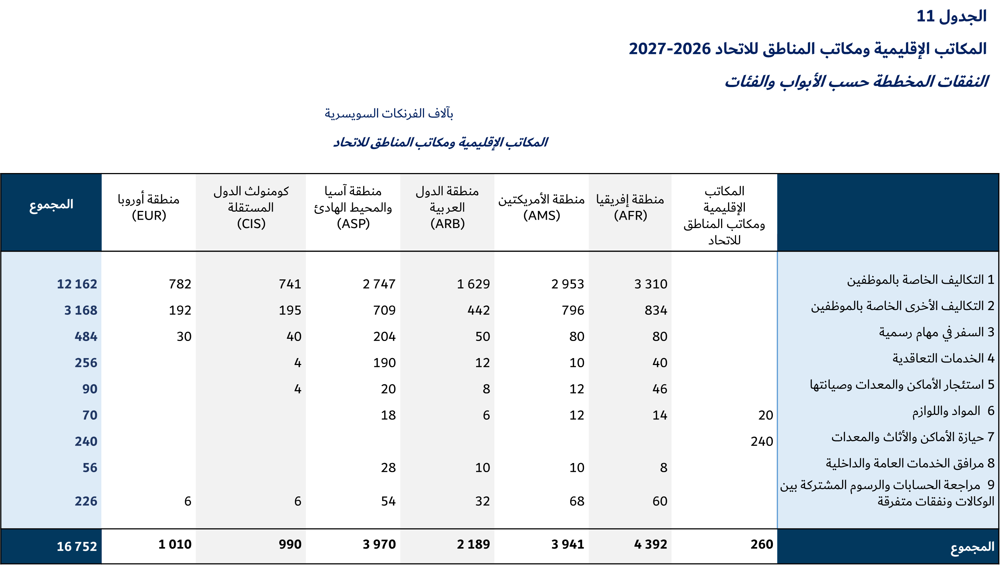 الجدول 11
المكاتب الإقليمية ومكاتب المناطق للاتحاد 2026-2027
النفقات المخططة حسب الأبواب والفئات
بآلاف الفرنكات السويسرية
المكاتب الإقليمية ومكاتب المناطق للاتحاد
المكاتب
الإقليمية
ومكاتب المناطق
للاتحاد
منطقة إفريقيا
(AFR)
منطقة الأمريكتين
(AMS)
منطقة الدول
العربية
(ARB)
منطقة آسيا
والمحيط الهادئ
(ASP)
كومنولث الدول
المستقلة
(CIS)
منطقة أوروبا
(EUR)
المجموع
1 التكاليف الخاصة بالموظفين 3 310 2 953 1 629 2 747 741 782 12 162
2 التكاليف الأخرى الخاصة بالموظفين 834 796 442 709 195 192 3 168
3 السفر في مهام رسمية 80 80 50 204 40 30 484
4 الخدمات التعاقدية 40 10 12 190 4 256
5 استئجار الأماكن والمعدات وصيانتها 46 12 8 20 4 90
6 المواد واللوازم 20 14 12 6 18 70
7 حيازة الأماكن والأثاث والمعدات 240 240
8 مرافق الخدمات العامة والداخلية 8 10 10 28 56
9 مراجعة الحسابات والرسوم المشتركة بين
الوكالات ونفقات متفرقة 60 68 32 54 6 6 226
المجموع 260 4 392 3 941 2 189 3 970 990 1 010 16 752